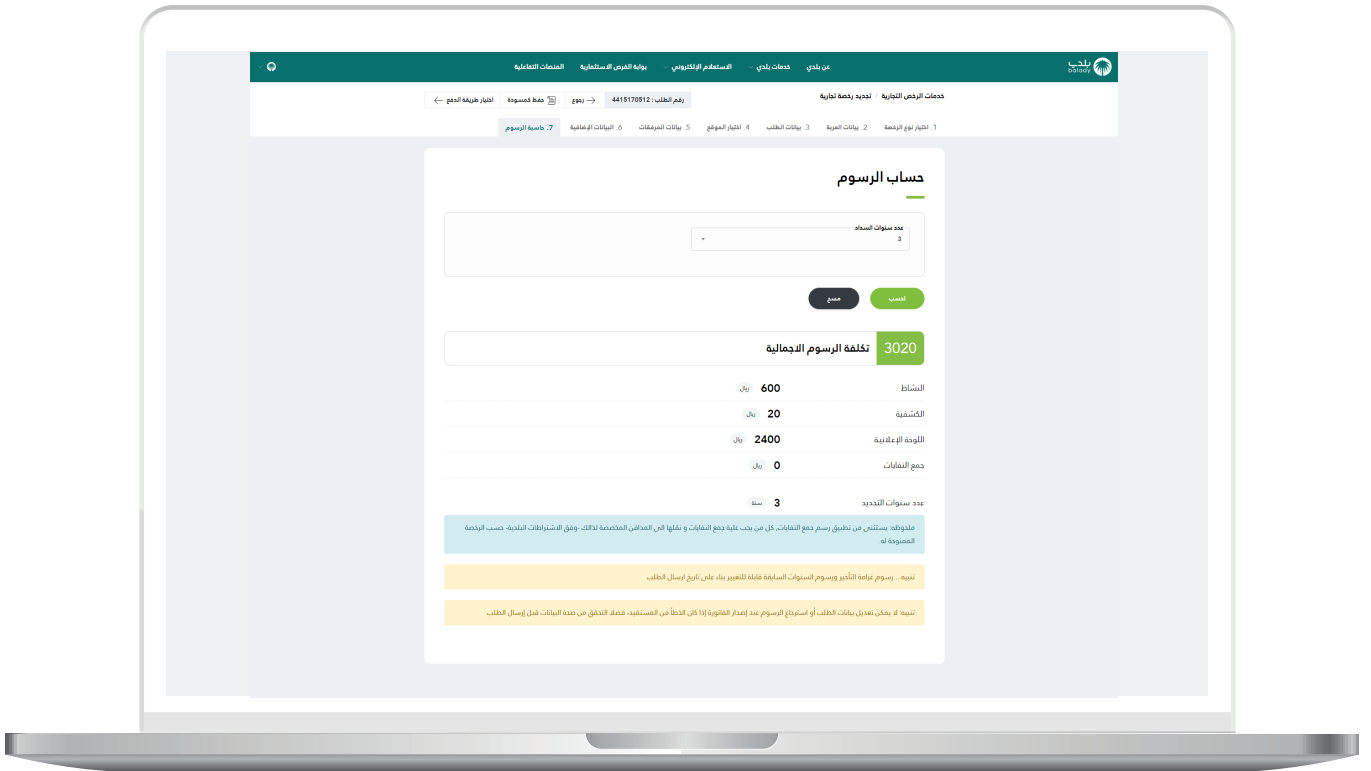 بلدي
balady
عن بلدي
خدمات بلدي
الاستعلام الإلكتروني
بوابة الفرص الاستثمارية
المنصات التفاعلية
خدمات الرخص التجارية / تجديد رخصة تجارية
رقم الطلب : 4415170512
رجوع
حفظ كمسودة
اختيار طريقة الدفع
1. اختيار نوع الرخصة
2. بيانات العربة
3. بيانات الطلب
4. اختيار الموقع
5. بيانات المرفقات
6. البيانات الإضافية
7. حاسبة الرسوم
حساب الرسوم
عدد سنوات السداد
3
احسب
مسح
3020 تكلفة الرسوم الاجمالية
النشاط 600 ريال
الكشفية 20 ريال
اللوحة الإعلانية 2400 ريال
جمع النفايات 0 ريال
عدد سنوات التجديد 3 سنة
ملحوظة: يستثنى من تطبيق رسم جمع النفايات، كل من يجب علية جمع النفايات و نقلها الى المدافن المخصصة لذالك -وفق الاشتراطات البلدية- حسب الرخصة
الممنوحة له.
تنبيه... رسوم غرامة التأخير ورسوم السنوات السابقة قابلة للتغيير بناء على تاريخ ارسال الطلب
تنبيه: لا يمكن تعديل بيانات الطلب أو استرجاع الرسوم عند إصدار الفاتورة إذا كان الخطأ من المستفيد، فضلا التحقق من صحة البيانات قبل إرسال الطلب